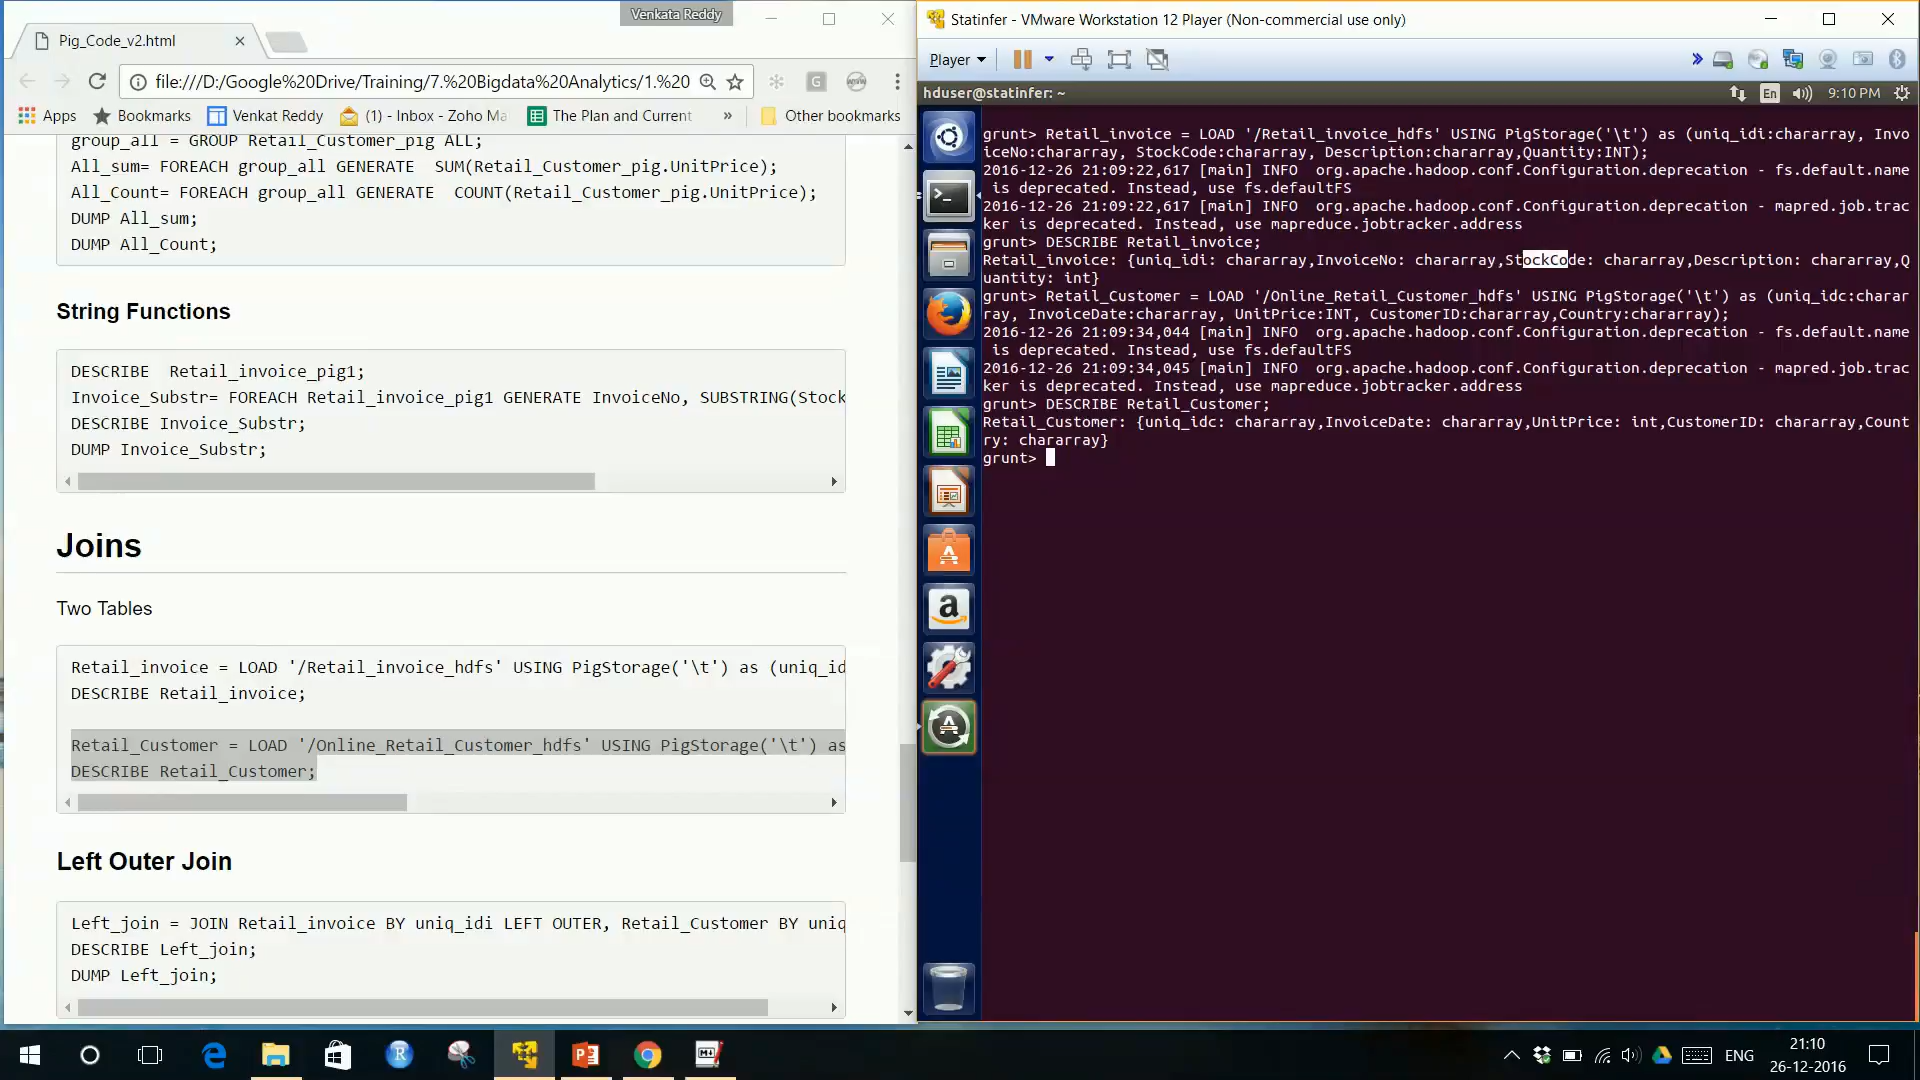 Venkata Reddy
Pig_Code_v2.html
file:///D:/Google%20Drive/Training/7.%20Bigdata%20Analytics/1.%20
Apps
Bookmarks
Venkat Reddy
(1) - Inbox - Zoho Ma
The Plan and Current
»
Other bookmarks
group_all = GROUP Retail_Customer_pig ALL;
All_sum= FOREACH group_all GENERATE  SUM(Retail_Customer_pig.UnitPrice);
All_Count= FOREACH group_all GENERATE  COUNT(Retail_Customer_pig.UnitPrice);
DUMP All_sum;
DUMP All_Count;
String Functions
DESCRIBE  Retail_invoice_pig1;
Invoice_Substr= FOREACH Retail_invoice_pig1 GENERATE InvoiceNo, SUBSTRING(Stock
DESCRIBE Invoice_Substr;
DUMP Invoice_Substr;
Joins
Two Tables
Retail_invoice = LOAD '/Retail_invoice_hdfs' USING PigStorage('\t') as (uniq_id
DESCRIBE Retail_invoice;
Retail_Customer = LOAD '/Online_Retail_Customer_hdfs' USING PigStorage('\t') as
DESCRIBE Retail_Customer;
Left Outer Join
Left_join = JOIN Retail_invoice BY uniq_idi LEFT OUTER, Retail_Customer BY uniq
DESCRIBE Left_join;
DUMP Left_join;
Statinfer - VMware Workstation 12 Player (Non-commercial use only)
Player
hduser@statinfer: ~
En
9:10 PM
grunt> Retail_invoice = LOAD '/Retail_invoice_hdfs' USING PigStorage('\t') as (uniq_idi:chararray, Invo
iceNo:chararray, StockCode:chararray, Description:chararray,Quantity:INT);
2016-12-26 21:09:22,617 [main] INFO  org.apache.hadoop.conf.Configuration.deprecation - fs.default.name
is deprecated. Instead, use fs.defaultFS
2016-12-26 21:09:22,617 [main] INFO  org.apache.hadoop.conf.Configuration.deprecation - mapred.job.trac
ker is deprecated. Instead, use mapreduce.jobtracker.address
grunt> DESCRIBE Retail_invoice;
Retail_invoice: {uniq_idi: chararray,InvoiceNo: chararray,StockCode: chararray,Description: chararray,Q
uantity: int}
grunt> Retail_Customer = LOAD '/Online_Retail_Customer_hdfs' USING PigStorage('\t') as (uniq_idc:charar
ray, InvoiceDate:chararray, UnitPrice:INT, CustomerID:chararray,Country:chararray);
2016-12-26 21:09:34,044 [main] INFO  org.apache.hadoop.conf.Configuration.deprecation - fs.default.name
is deprecated. Instead, use fs.defaultFS
2016-12-26 21:09:34,045 [main] INFO  org.apache.hadoop.conf.Configuration.deprecation - mapred.job.trac
ker is deprecated. Instead, use mapreduce.jobtracker.address
grunt> DESCRIBE Retail_Customer;
Retail_Customer: {uniq_idc: chararray,InvoiceDate: chararray,UnitPrice: int,CustomerID: chararray,Count
ry: chararray}
grunt>
ENG
21:10
26-12-2016